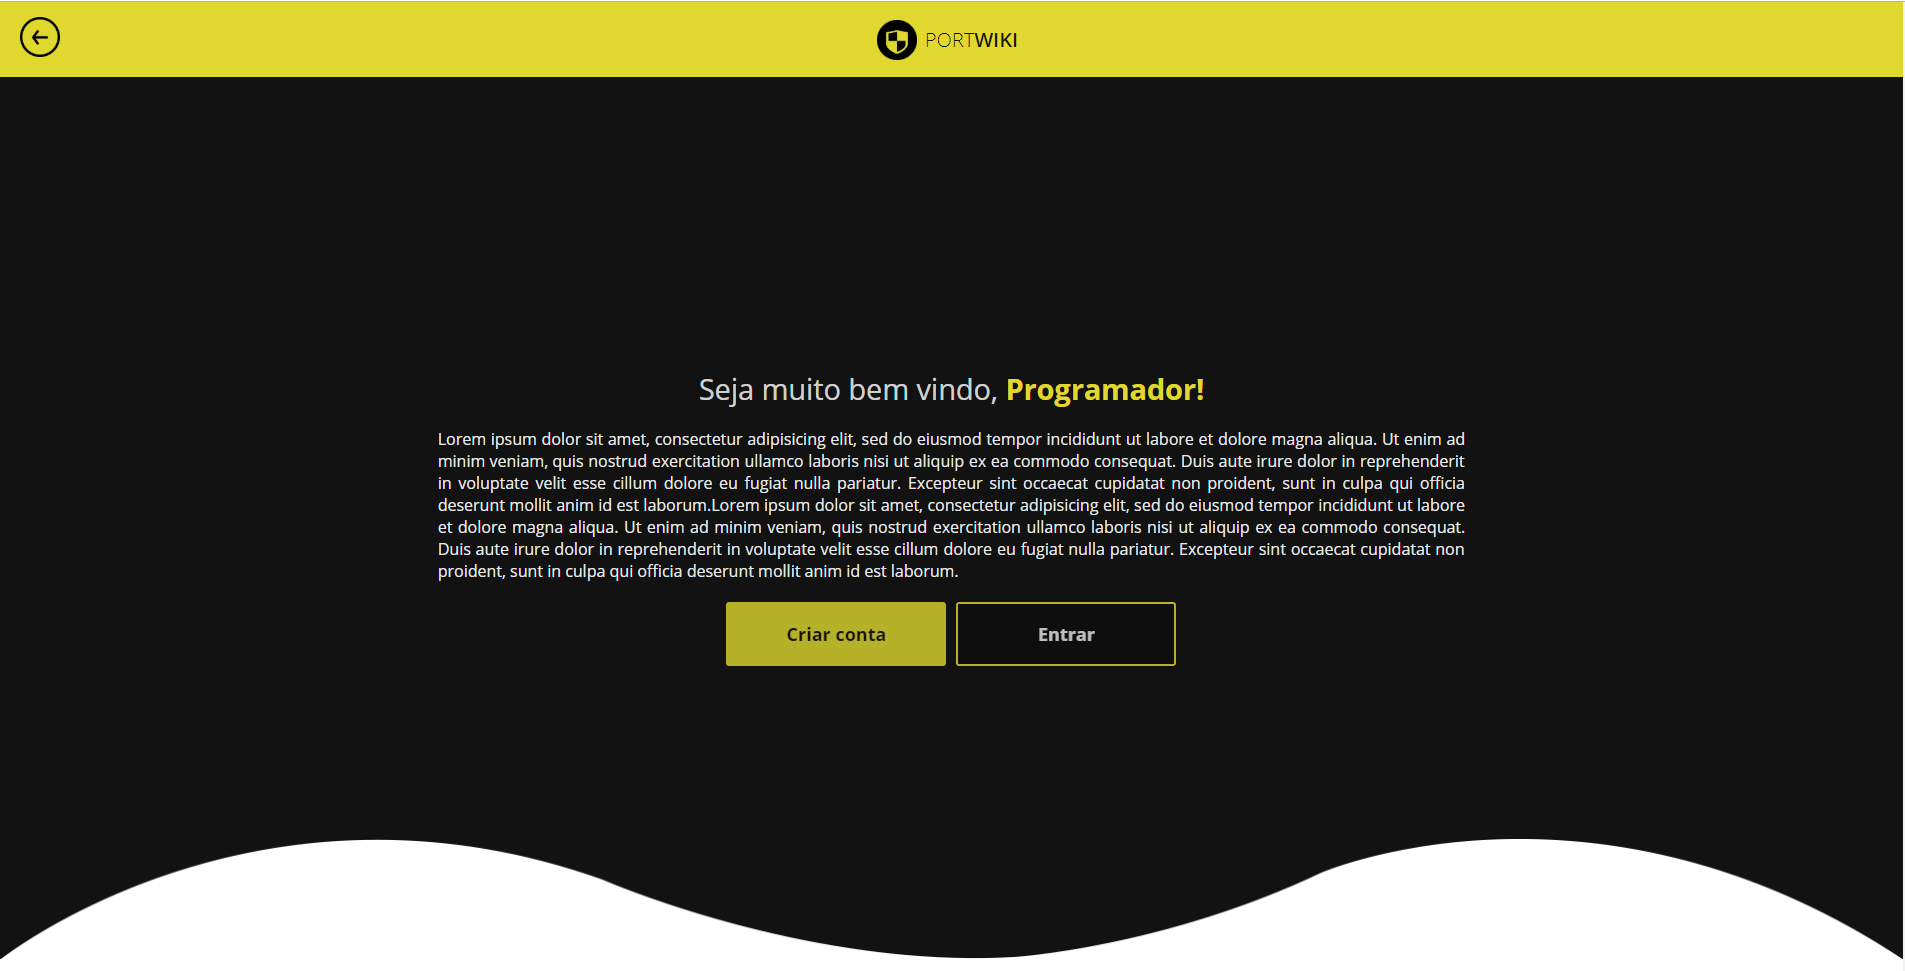 PORTWIKI
Seja muito bem vindo, Programador!
Lorem ipsum dolor sit amet, consectetur adipisicing elit, sed do eiusmod tempor incididunt ut labore et dolore magna aliqua. Ut enim ad
minim veniam, quis nostrud exercitation ullamco laboris nisi ut aliquip ex ea commodo consequat. Duis aute irure dolor in reprehenderit
in voluptate velit esse cillum dolore eu fugiat nulla pariatur. Excepteur sint occaecat cupidatat non proident, sunt in culpa qui officia
deserunt mollit anim id est laborum.Lorem ipsum dolor sit amet, consectetur adipisicing elit, sed do eiusmod tempor incididunt ut labore
et dolore magna aliqua. Ut enim ad minim veniam, quis nostrud exercitation ullamco laboris nisi ut aliquip ex ea commodo consequat.
Duis aute irure dolor in reprehenderit in voluptate velit esse cillum dolore eu fugiat nulla pariatur. Excepteur sint occaecat cupidatat non
proident, sunt in culpa qui officia deserunt mollit anim id est laborum.
Criar conta
Entrar